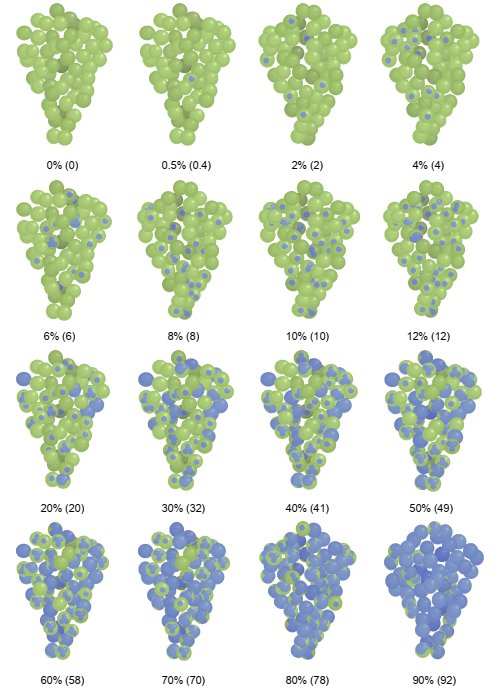 0% (0) 0.5% (0.4) 2% (2) 4% (4)
6% (6) 8% (8) 10% (10) 12% (12)
20% (20) 30% (32) 40% (41) 50% (49)
60% (58) 70% (70) 80% (78) 90% (92)